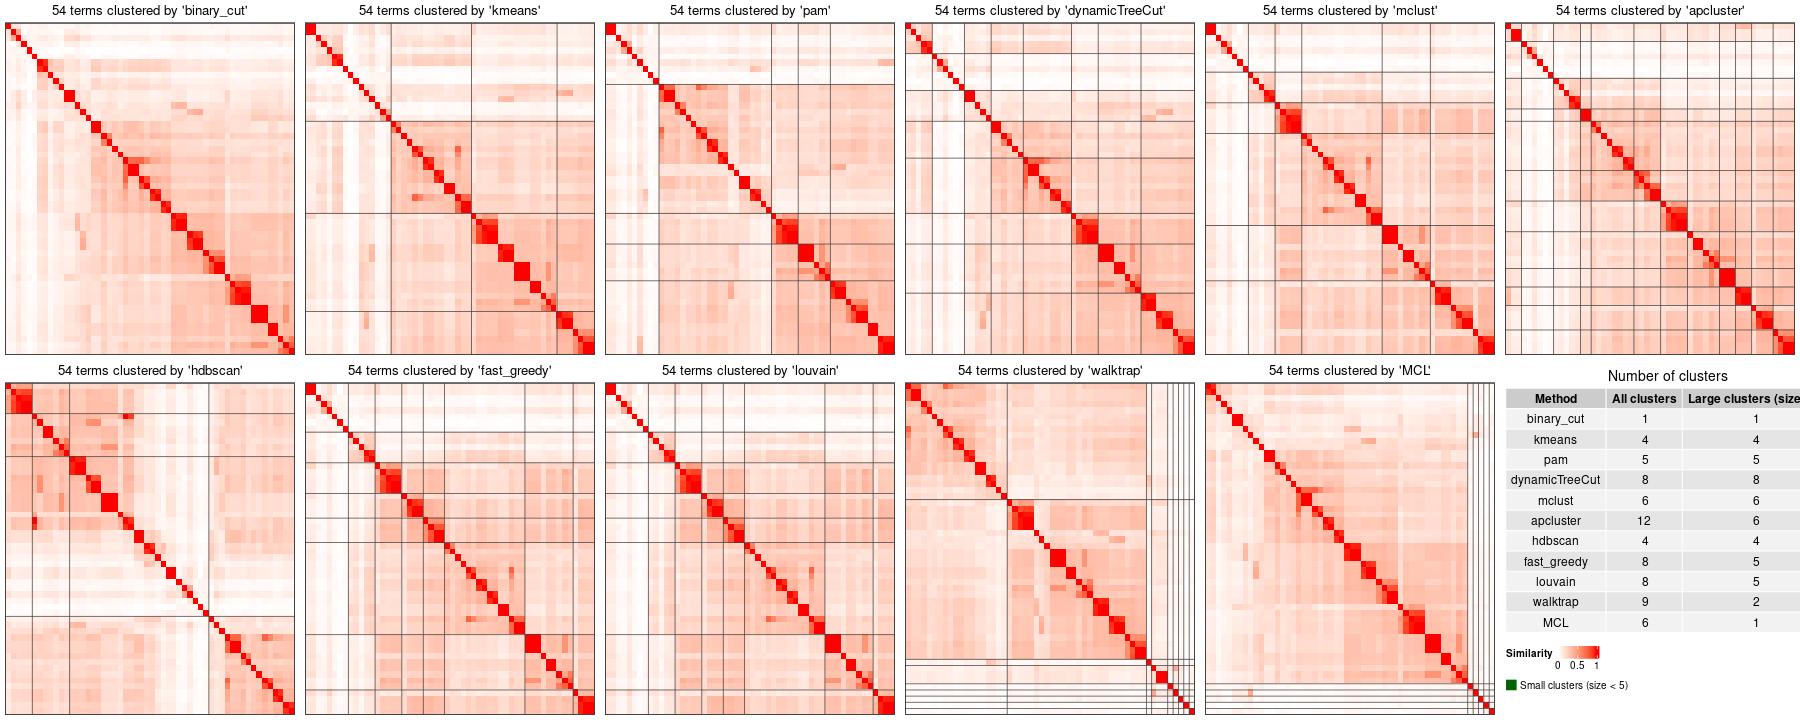 54 terms clustered by 'binary_cut'
54 terms clustered by 'kmeans'
54 terms clustered by 'pam'
54 terms clustered by 'dynamicTreeCut'
54 terms clustered by 'mclust'
54 terms clustered by 'apcluster'
54 terms clustered by 'hdbscan'
54 terms clustered by 'fast_greedy'
54 terms clustered by 'louvain'
54 terms clustered by 'walktrap'
54 terms clustered by 'MCL'
Number of clusters
Method All clusters Large clusters (size
binary_cut 1 1
kmeans 4 4
pam 5 5
dynamicTreeCut 8 8
mclust 6 6
apcluster 12 6
hdbscan 4 4
fast_greedy 8 5
louvain 8 5
walktrap 9 2
MCL 6 1
Similarity
0 0.5 1
Small clusters (size < 5)